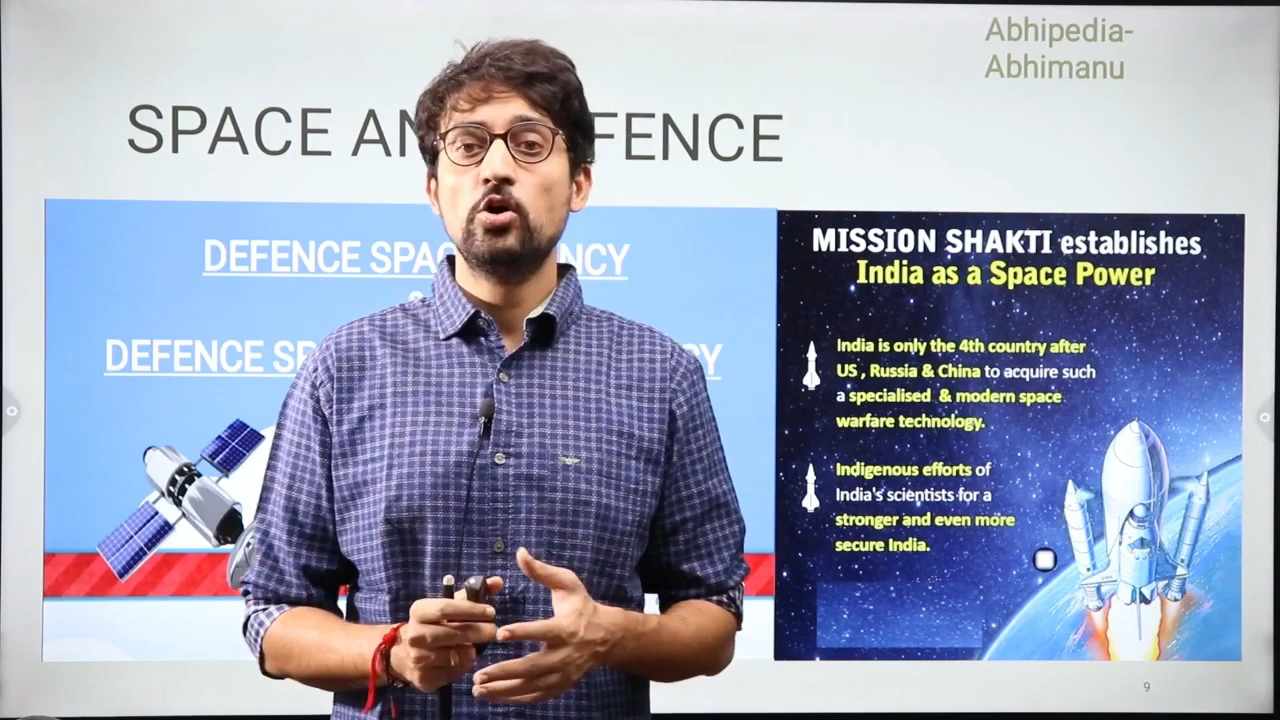 Abhipedia-
Abhimanu
SPACE AN FENCE
DEFENCE SPAC NCY
DEFENCE SP CY
MISSION SHAKTI establishes
India as a Space Power
India is only the 4th country after
US , Russia & China to acquire such
a specialised & modern space
warfare technology.
Indigenous efforts of
India's scientists for a
stronger and even more
secure India.
9